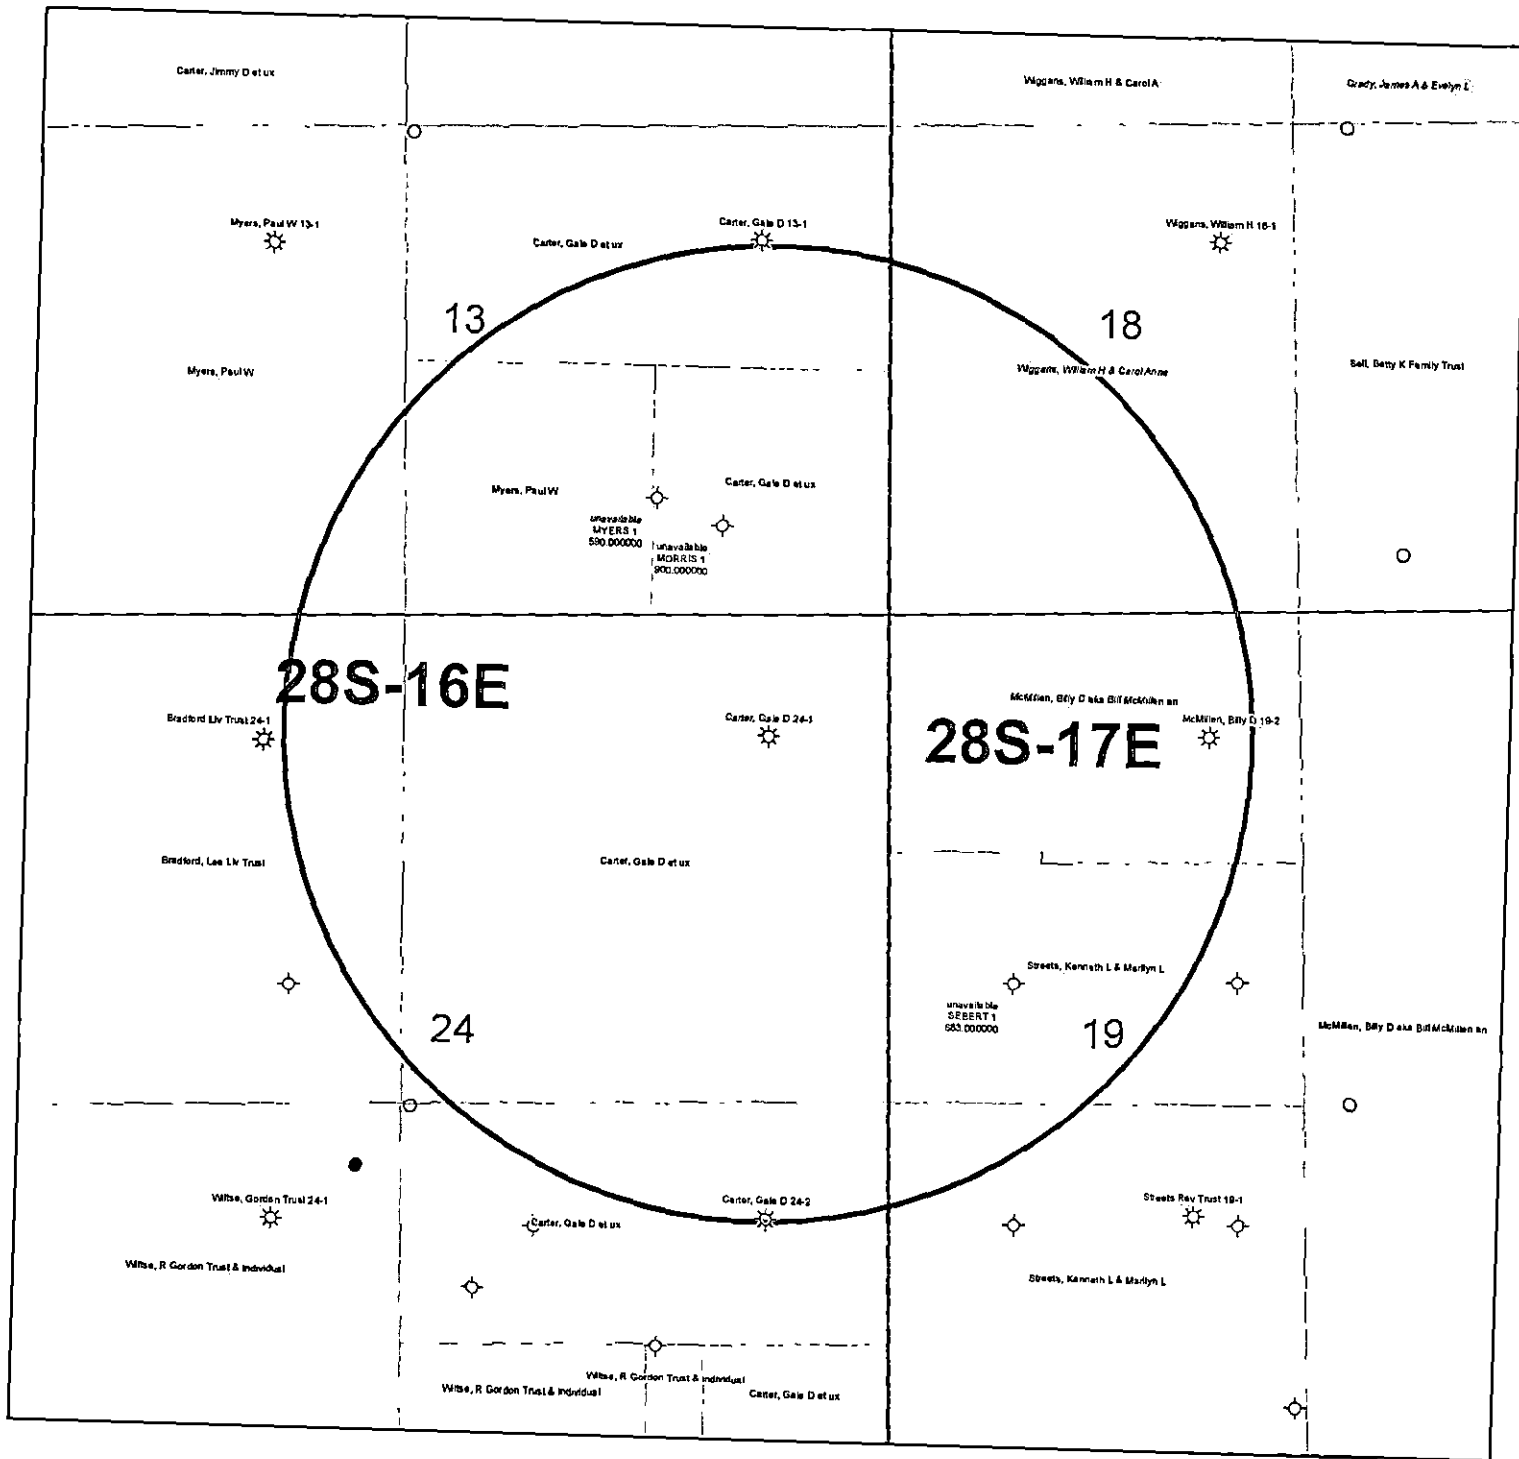 Carter, Jimmy D et ux
Wiggans, William H & Carol A
Grady, James A & Evelyn L
Myers, Paul W 13-1
Carter, Gale D et ux
Carter, Gale D 13-1
Wiggans, William H 18-1
13
18
Myers, Paul W
Wiggans, William H & Carol Anne
Sell, Betty K Family Trust
Myers, Paul W
Carter, Gale D et ux
unavailable
MYERS 1
590.000000
unavailable
MORRIS 1
900.000000
28S-16E
Bradford Liv Trust 24-1
Carter, Gale D 24-1
McMillen, Billy D aka Bill McMillen an
McMillen, Billy D 19-2
28S-17E
Bradford, Lee Liv Trust
Carter, Gale D et ux
Streets, Kenneth L & Marilyn L
unavailable
SEBERT 1
683.000000
24
19
McMillen, Billy D aka Bill McMillen an
Wiltse, Gordon Trust 24-1
Carter, Gale D et ux
Carter, Gale D 24-2
Streets Rev Trust 19-1
Wiltse, R Gordon Trust & Individual
Streets, Kenneth L & Marilyn L
Wiltse, R Gordon Trust & Individual
Wiltse, R Gordon Trust & Individual
Carter, Gale D et ux